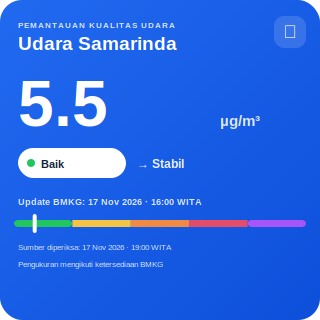 PEMANTAUAN KUALITAS UDARA
Udara Samarinda
5.5
µg/m³
Baik
→ Stabil
Update BMKG: 17 Nov 2026 · 16:00 WITA
Sumber diperiksa: 17 Nov 2026 · 19:00 WITA
Pengukuran mengikuti ketersediaan BMKG